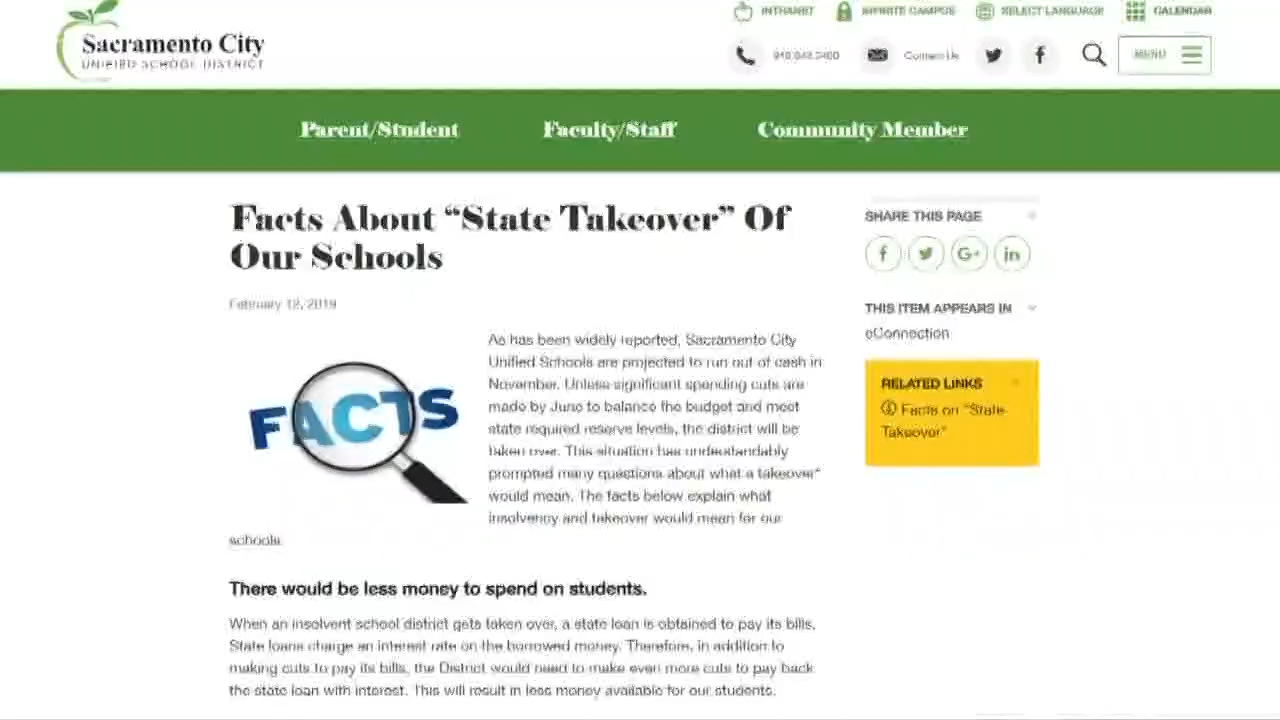 INTRANET INFINITE CAMPUS SELECT LANGUAGE CALENDAR
Sacramento City
UNIFIED SCHOOL DISTRICT
Contact Us MENU
Parent/Student Faculty/Staff Community Member
Facts About “State Takeover” Of
Our Schools
February 12, 2019
FACTS
As has been widely reported, Sacramento City
Unified Schools are projected to run out of cash in
November. Unless significant spending cuts are
made by June to balance the budget and meet
state required reserve levels, the district will be
taken over. This situation has understandably
prompted many questions about what a takeover"
would mean. The facts below explain what
insolvency and takeover would mean for our
schools.
There would be less money to spend on students.
When an insolvent school district gets taken over, a state loan is obtained to pay its bills.
State loans charge an interest rate on the borrowed money. Therefore, in addition to
making cuts to pay its bills, the District would need to make even more cuts to pay back
the state loan with interest. This will result in less money available for our students.
SHARE THIS PAGE
f G+ in
THIS ITEM APPEARS IN
eConnection
RELATED LINKS
Facts on "State
Takeover"